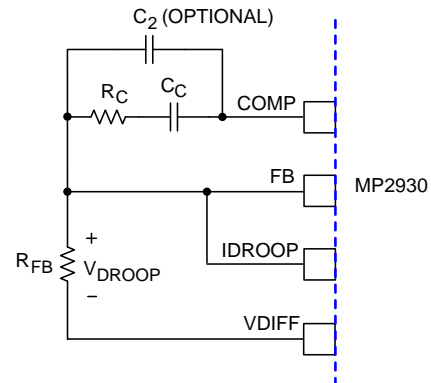 C2 (OPTIONAL)
RC
CC
COMP
FB
MP2930
+
RFB
VDROOP
−
IDROOP
VDIFF